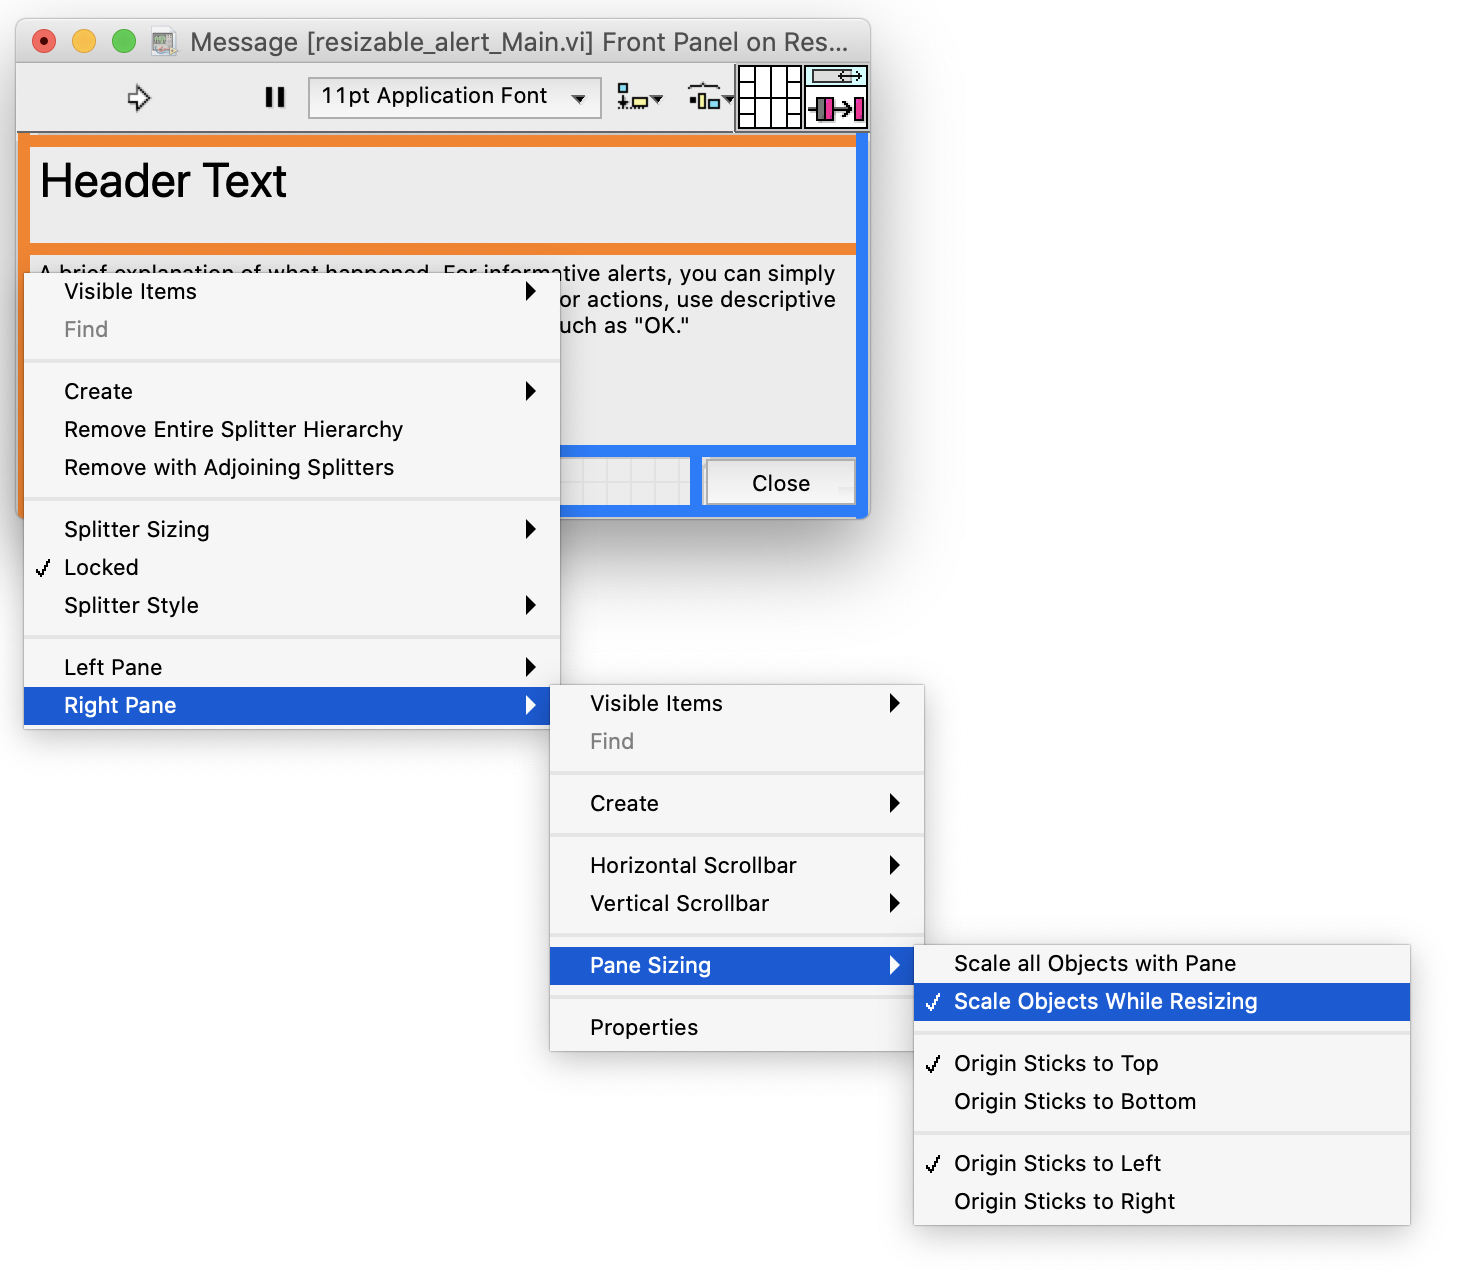 Message [resizable_alert_Main.vi] Front Panel on Res...
11pt Application Font
Header Text
A brief explanation of what happened. For informative alerts, you can simply
or actions, use descriptive
uch as "OK."
Close
Visible Items
Find
Create
Remove Entire Splitter Hierarchy
Remove with Adjoining Splitters
Splitter Sizing
Locked
Splitter Style
Left Pane
Right Pane
Visible Items
Find
Create
Horizontal Scrollbar
Vertical Scrollbar
Pane Sizing
Properties
Scale all Objects with Pane
Scale Objects While Resizing
Origin Sticks to Top
Origin Sticks to Bottom
Origin Sticks to Left
Origin Sticks to Right